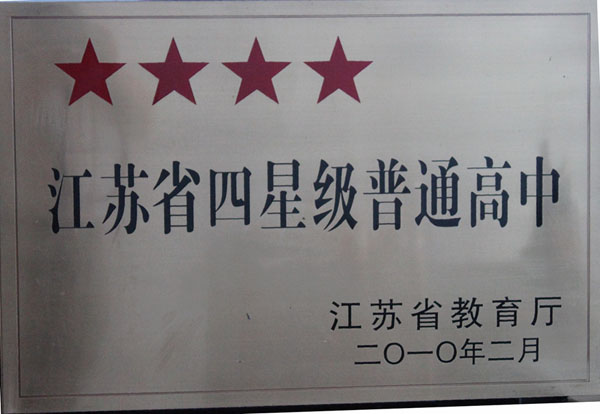 江苏省四星级普通高中
江苏省教育厅
二〇一〇年二月